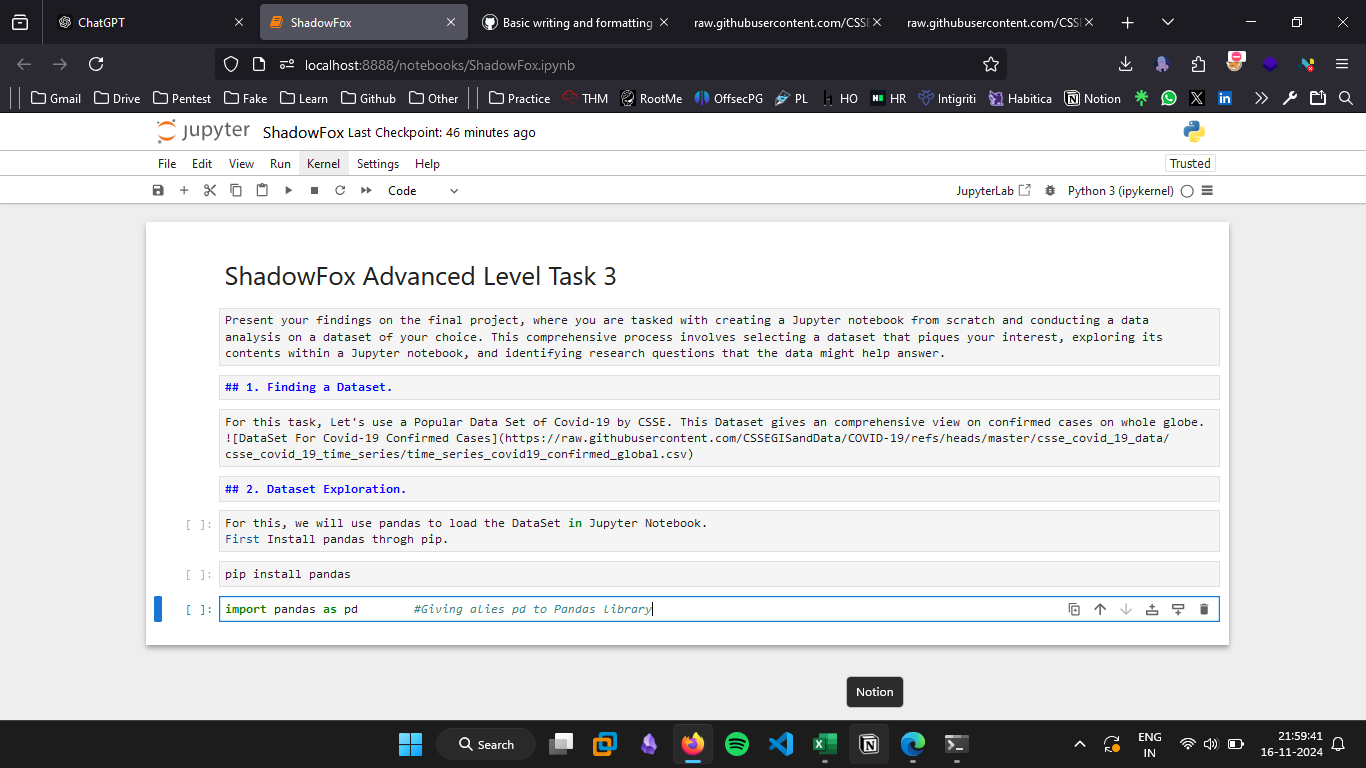 ChatGPT
ShadowFox
Basic writing and formatting
raw.githubusercontent.com/CSSE
raw.githubusercontent.com/CSSE
localhost:8888/notebooks/ShadowFox.ipynb
Gmail Drive Pentest Fake Learn Github Other Practice THM RootMe OffsecPG PL HO HR Intigriti Habitica Notion
jupyter ShadowFox Last Checkpoint: 46 minutes ago
File Edit View Run Kernel Settings Help Trusted
Code JupyterLab Python 3 (ipykernel)
ShadowFox Advanced Level Task 3
Present your findings on the final project, where you are tasked with creating a Jupyter notebook from scratch and conducting a data
analysis on a dataset of your choice. This comprehensive process involves selecting a dataset that piques your interest, exploring its
contents within a Jupyter notebook, and identifying research questions that the data might help answer.
## 1. Finding a Dataset.
For this task, Let's use a Popular Data Set of Covid-19 by CSSE. This Dataset gives an comprehensive view on confirmed cases on whole globe.
![DataSet For Covid-19 Confirmed Cases](https://raw.githubusercontent.com/CSSEGISandData/COVID-19/refs/heads/master/csse_covid_19_data/
csse_covid_19_time_series/time_series_covid19_confirmed_global.csv)
## 2. Dataset Exploration.
[ ]: For this, we will use pandas to load the DataSet in Jupyter Notebook.
First Install pandas throgh pip.
[ ]: pip install pandas
[ ]: import pandas as pd #Giving alies pd to Pandas library
Notion
Search
ENG
IN
21:59:41
16-11-2024